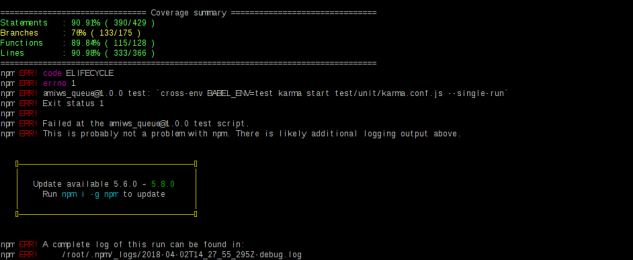 =============================== Coverage summary ===============================
Statements   : 90.91% ( 390/429 )
Branches     : 76% ( 133/175 )
Functions    : 89.84% ( 115/128 )
Lines        : 90.98% ( 333/366 )
================================================================================
npm ERR! code ELIFECYCLE
npm ERR! errno 1
npm ERR! amiws_queue@1.0.0 test: `cross-env BABEL_ENV=test karma start test/unit/karma.conf.js --single-run`
npm ERR! Exit status 1
npm ERR!
npm ERR! Failed at the amiws_queue@1.0.0 test script.
npm ERR! This is probably not a problem with npm. There is likely additional logging output above.
Update available 5.6.0 - 5.8.0
Run npm i -g npm to update
npm ERR! A complete log of this run can be found in:
npm ERR!     /root/.npm/_logs/2018-04-02T14_27_55_295Z-debug.log